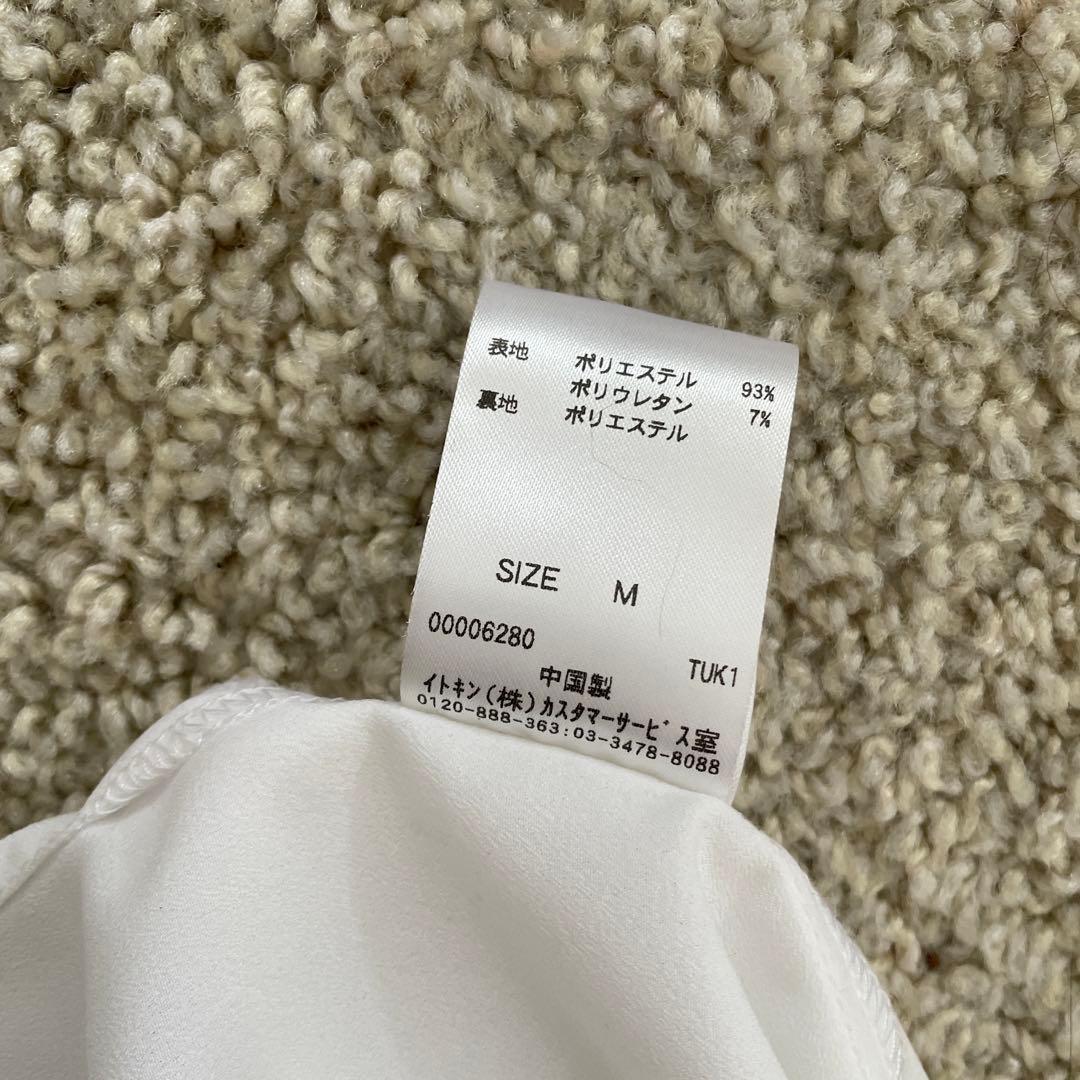 表地 ポリエステル 93%
ポリウレタン 7%
裏地 ポリエステル
SIZE M
00006280
TUK1
中国製
イトキン(株)カスタマーサービス室
0120-888-363:03-3478-8088